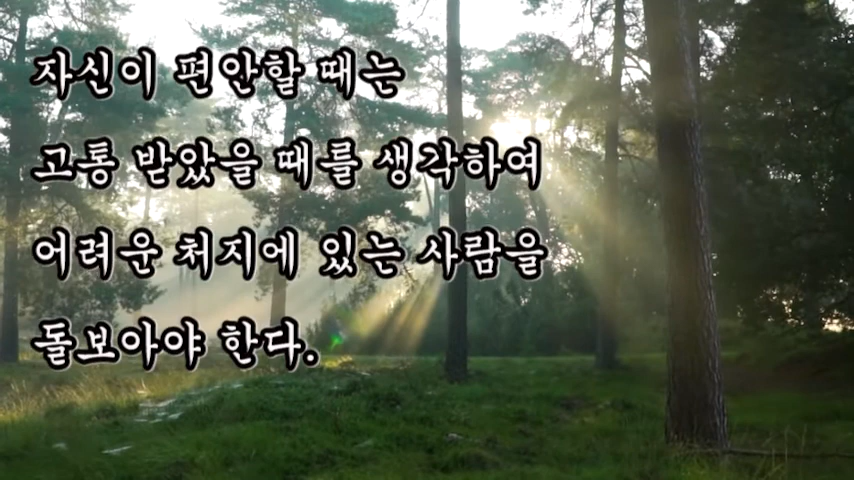 자신이 편안할 때는
고통 받았을 때를 생각하여
어려운 처지에 있는 사람을
돌보아야 한다.